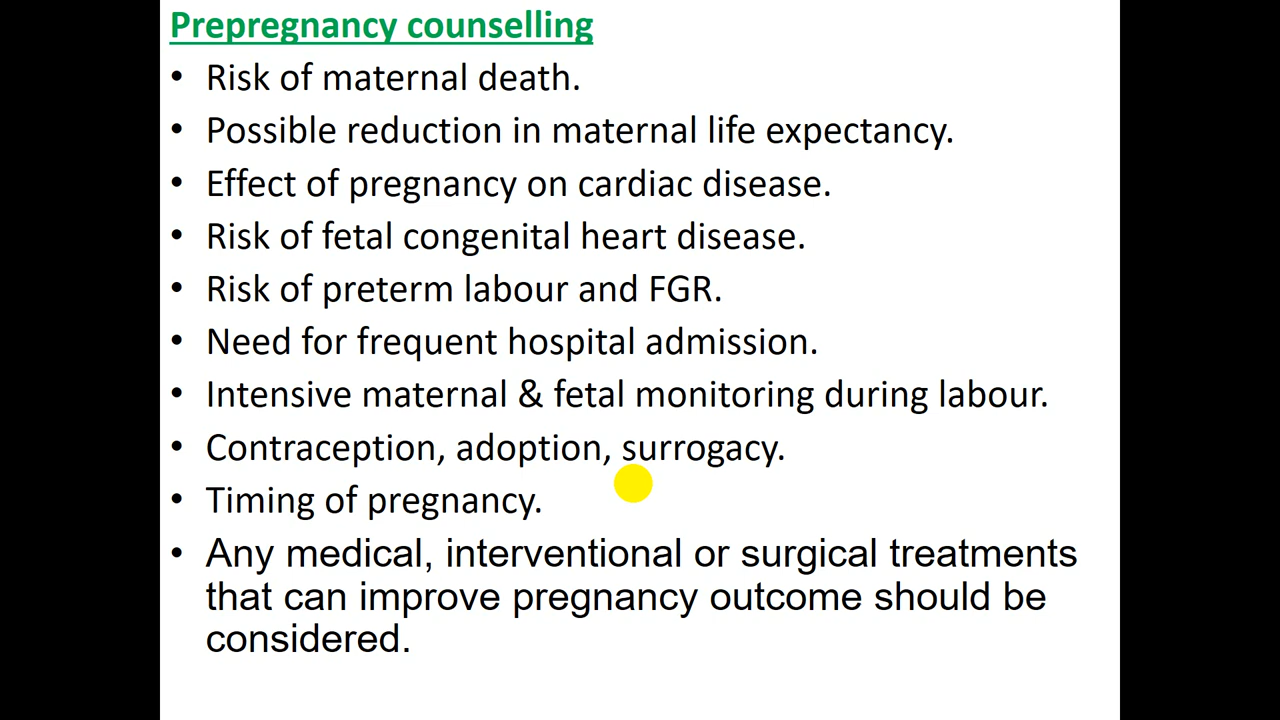 Prepregnancy counselling
• Risk of maternal death.
• Possible reduction in maternal life expectancy.
• Effect of pregnancy on cardiac disease.
• Risk of fetal congenital heart disease.
• Risk of preterm labour and FGR.
• Need for frequent hospital admission.
• Intensive maternal & fetal monitoring during labour.
• Contraception, adoption, surrogacy.
• Timing of pregnancy.
• Any medical, interventional or surgical treatments
that can improve pregnancy outcome should be
considered.